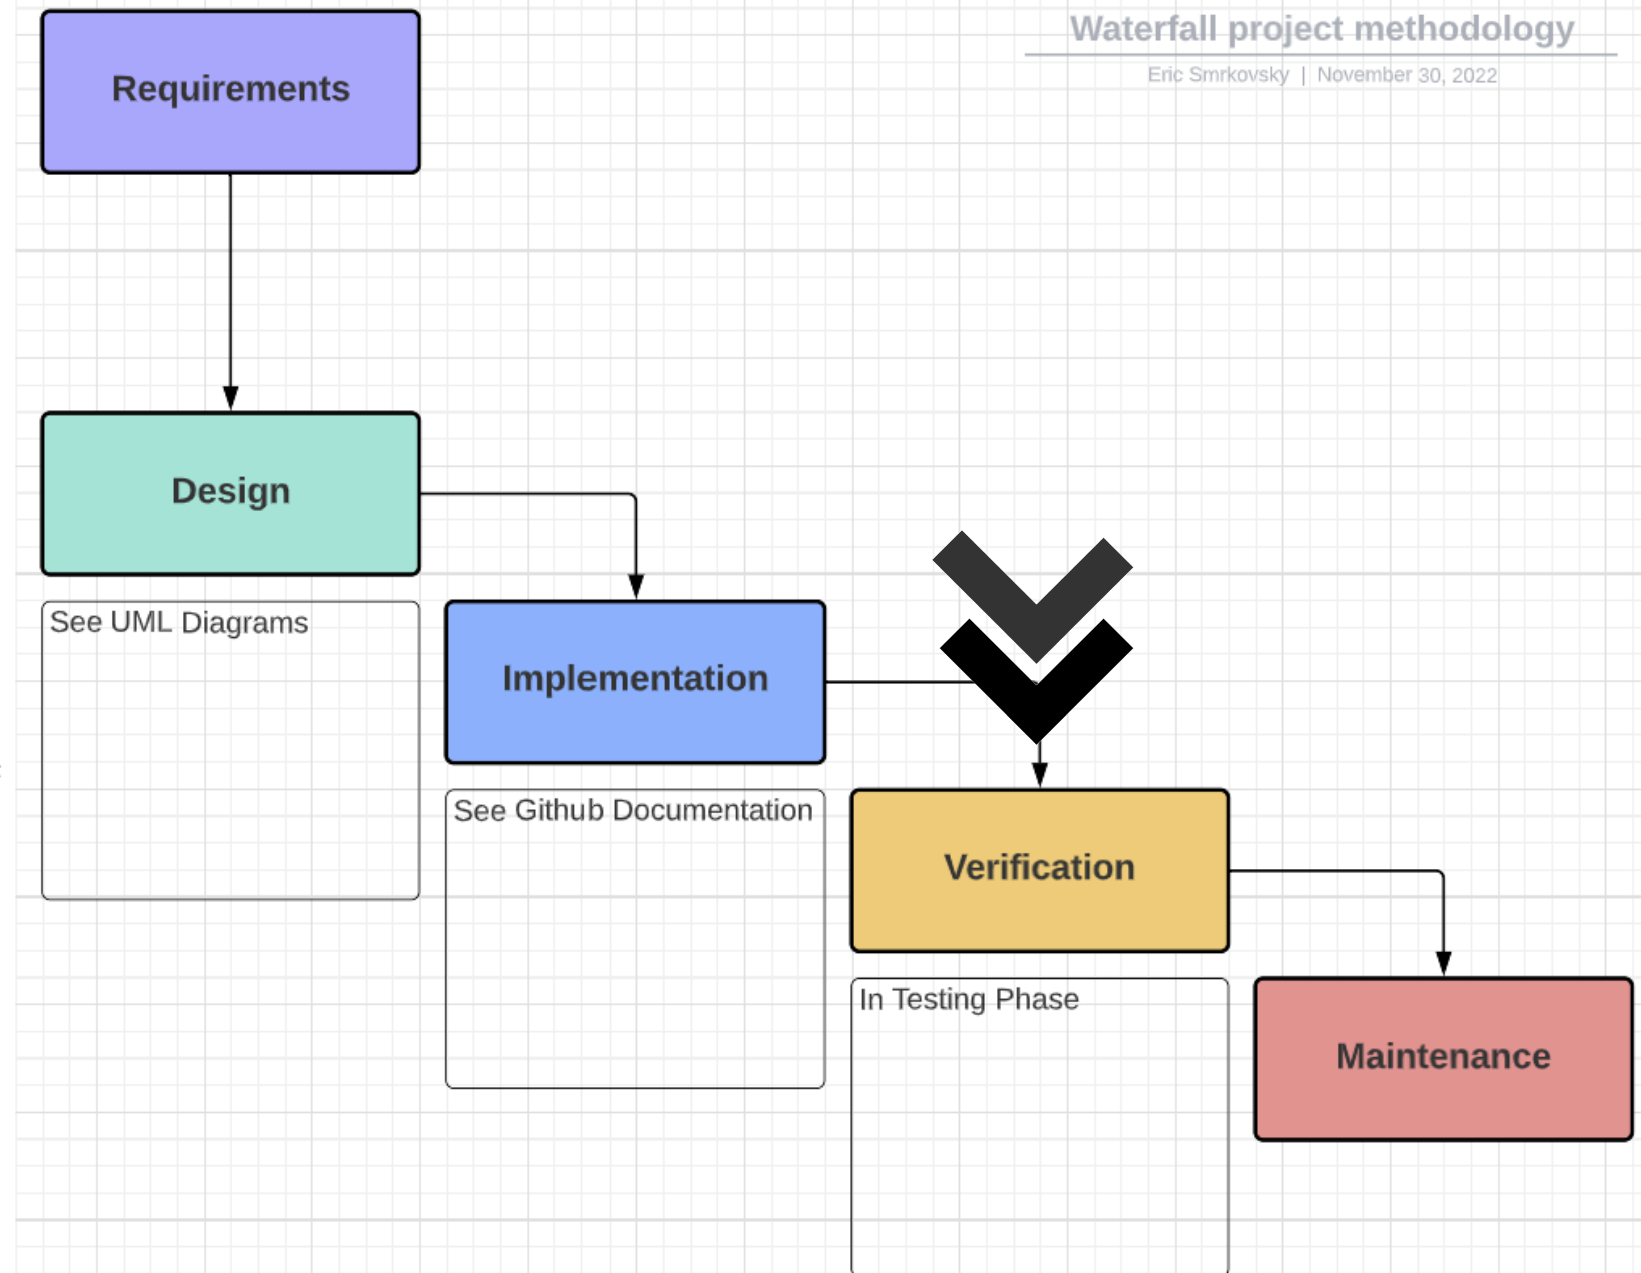 Waterfall project methodology
Eric Smrkovsky | November 30, 2022
Requirements
Design
See UML Diagrams
Implementation
See Github Documentation
Verification
In Testing Phase
Maintenance